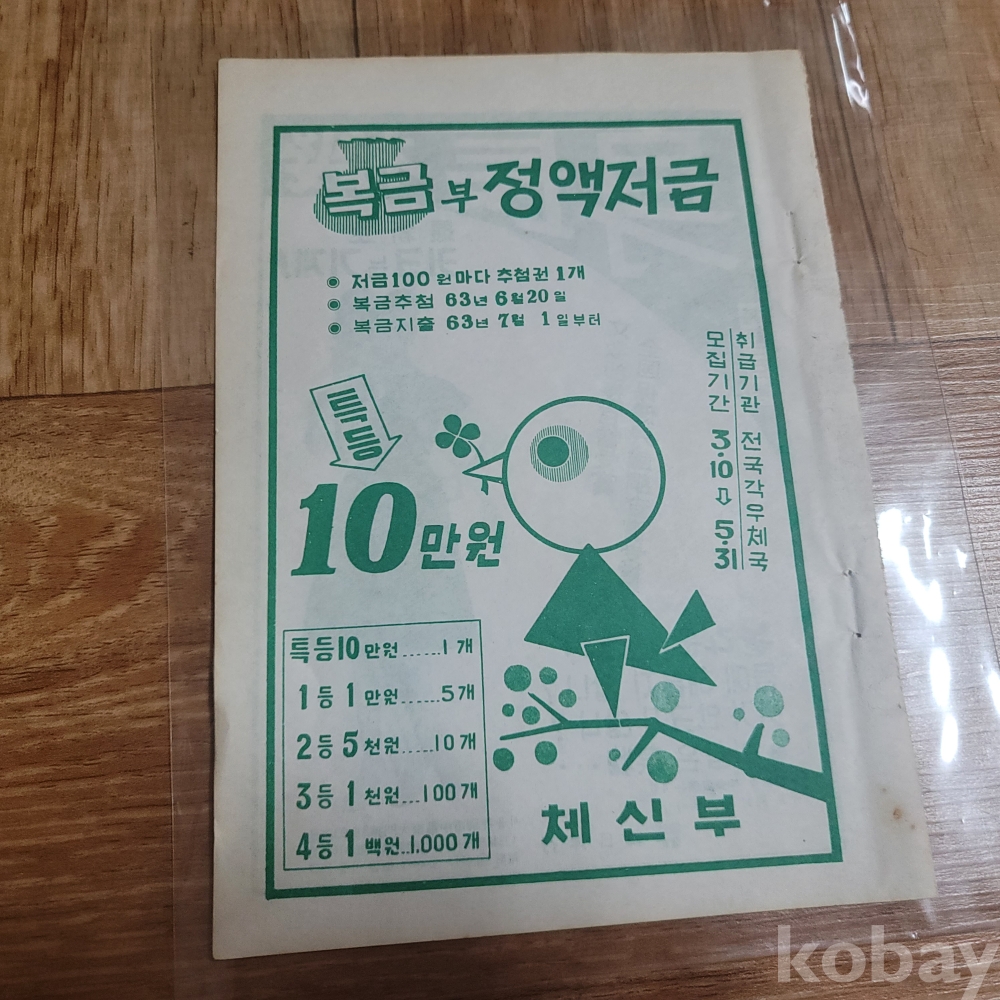 복금부 정액저금
◉ 저금100원마다 추첨권 1개
◉ 복금추첨 63년 6월20일
◉ 복금지출 63년 7월 1일부터
취급기관 전국각우체국
모집기간 3.10⇨5.31
특등
10만원
특등10만원......1개
1등1만원.....5개
2등5천원.....10개
3등1천원...100개
4등1백원..1.000개
체신부
kobay